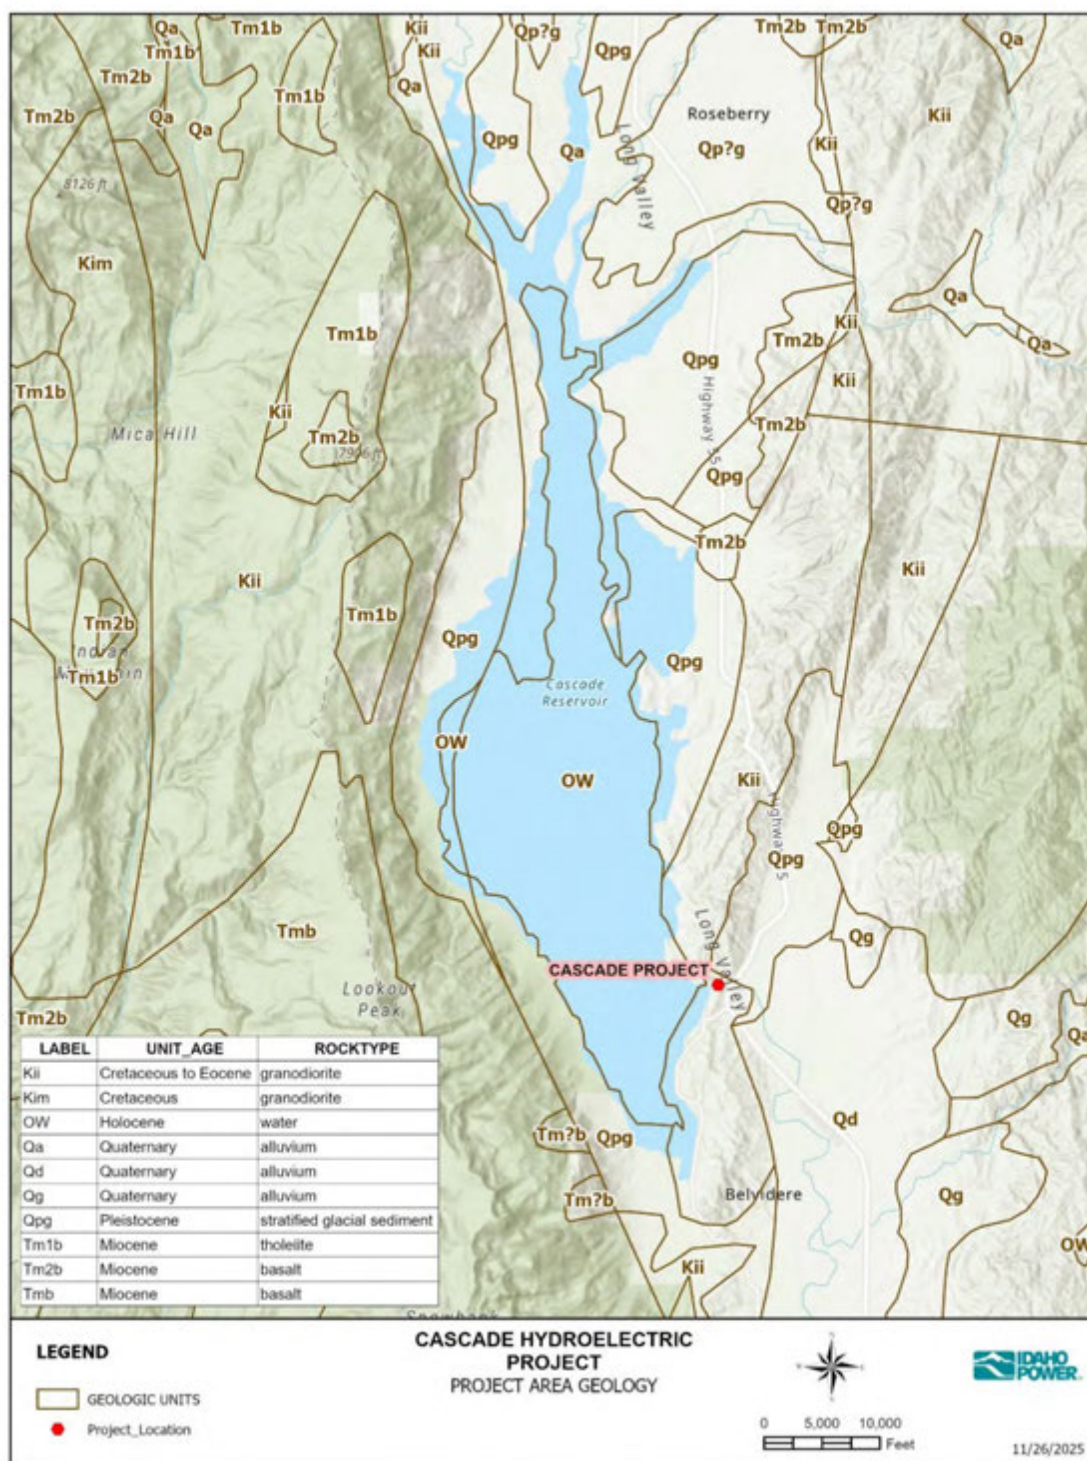 Qa
Tm1b
Kii
Qp?g
Tm2b
Tm2b
Tm1b
Kii
Qpg
Qa
Tm2b
Qa
Tm1b
Roseberry
Kii
Tm2b
Qa
Qa
Qpg
Qa
Long Valley
Qp?g
Kii
8126 ft
Qp?g
Kim
Qa
Tm1b
Kii
Tm2b
Qa
Qpg
Kii
Tm1b
Highway 55
Kii
Tm2b
Mica Hill
Tm2b
Qpg
Tm2b
Kii
Kii
Tm1b
Tm2b
Indian
Tm1b
Qpg
Qpg
Cascade
Reservoir
OW
OW
Kii
Qpg
Qpg
Tmb
Long Valley
Qg
CASCADE PROJECT
Lookout
Peak
Tm2b
Qg
Qa
Tm?b
Qpg
Qd
Tm?b
Belvidere
Qg
OW
Kii
LABEL UNIT_AGE ROCKTYPE
Kii Cretaceous to Eocene granodiorite
Kim Cretaceous granodiorite
OW Holocene water
Qa Quaternary alluvium
Qd Quaternary alluvium
Qg Quaternary alluvium
Qpg Pleistocene stratified glacial sediment
Tm1b Miocene tholeiite
Tm2b Miocene basalt
Tmb Miocene basalt
LEGEND
GEOLOGIC UNITS
Project_Location
CASCADE HYDROELECTRIC
PROJECT
PROJECT AREA GEOLOGY
0 5,000 10,000
Feet
IDAHO
POWER
11/26/2025